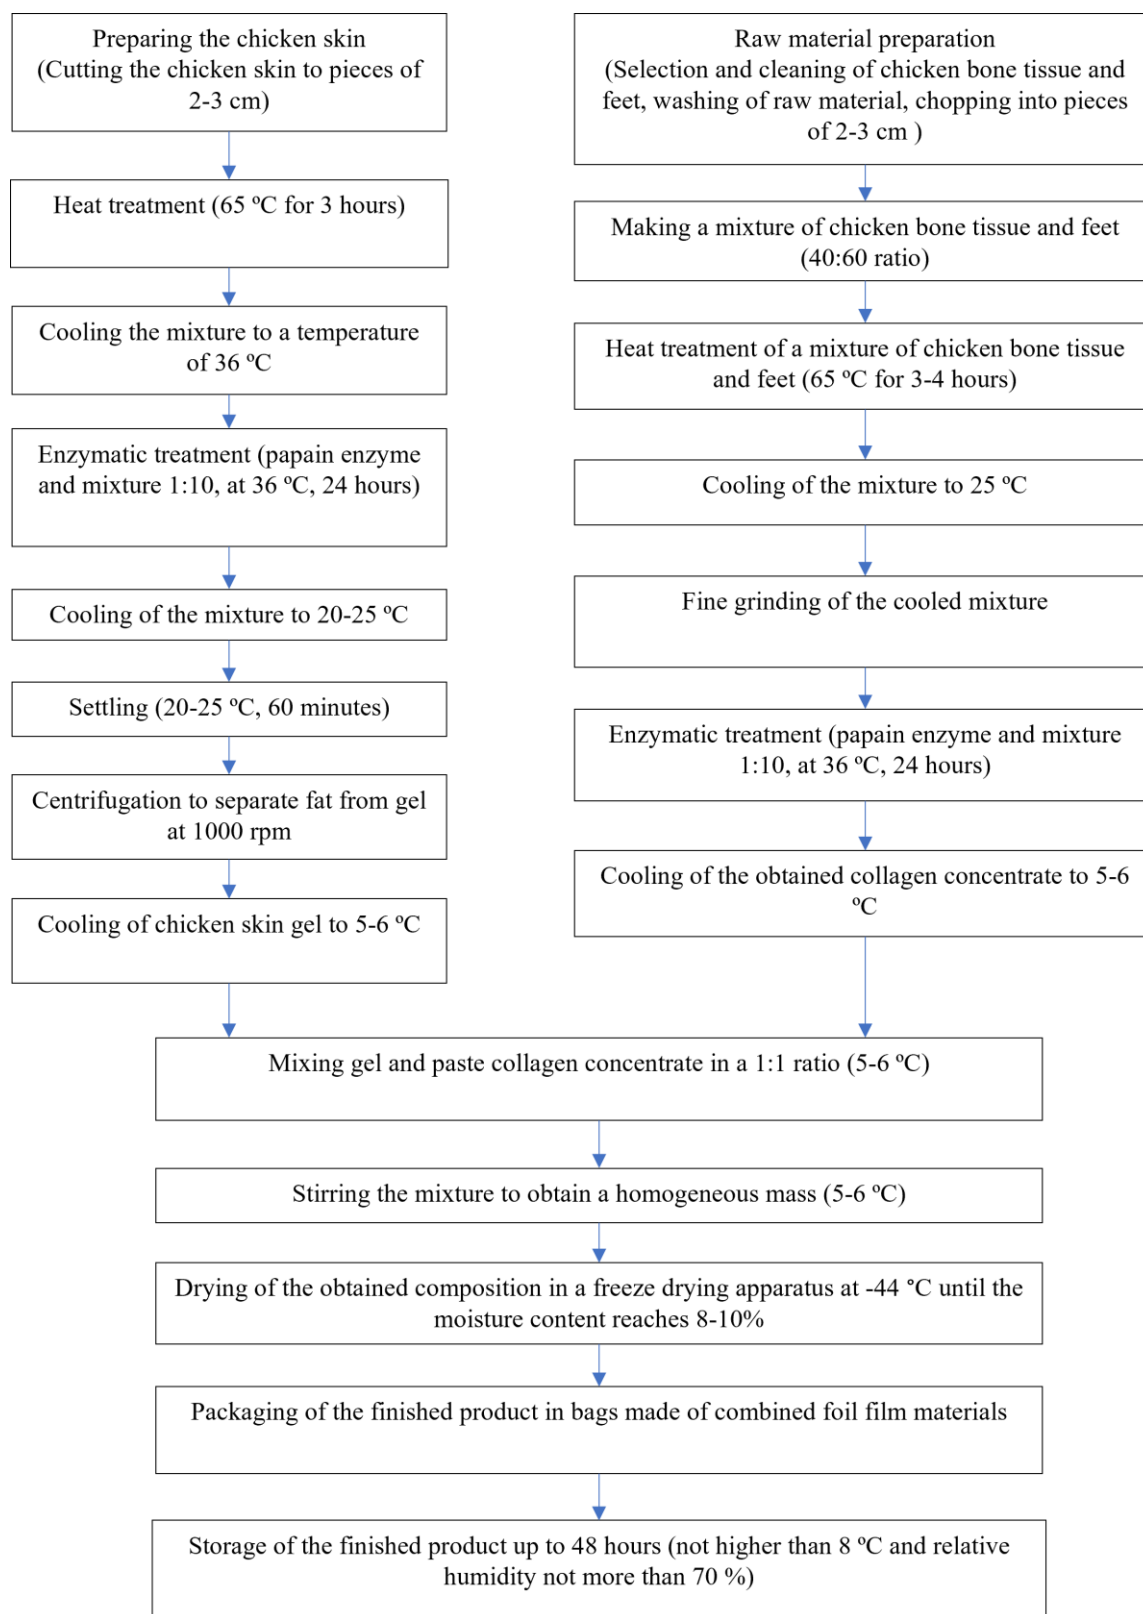 Preparing the chicken skin
(Cutting the chicken skin to pieces of
2-3 cm)
Heat treatment (65 ºC for 3 hours)
Cooling the mixture to a temperature
of 36 ºC
Enzymatic treatment (papain enzyme
and mixture 1:10, at 36 ºC, 24 hours)
Cooling of the mixture to 20-25 ºC
Settling (20-25 ºC, 60 minutes)
Centrifugation to separate fat from gel
at 1000 rpm
Cooling of chicken skin gel to 5-6 ºC
Raw material preparation
(Selection and cleaning of chicken bone tissue and
feet, washing of raw material, chopping into pieces
of 2-3 cm )
Making a mixture of chicken bone tissue and feet
(40:60 ratio)
Heat treatment of a mixture of chicken bone tissue
and feet (65 ºC for 3-4 hours)
Cooling of the mixture to 25 ºC
Fine grinding of the cooled mixture
Enzymatic treatment (papain enzyme and mixture
1:10, at 36 ºC, 24 hours)
Cooling of the obtained collagen concentrate to 5-6
ºC
Mixing gel and paste collagen concentrate in a 1:1 ratio (5-6 ºC)
Stirring the mixture to obtain a homogeneous mass (5-6 ºC)
Drying of the obtained composition in a freeze drying apparatus at -44 °C until the
moisture content reaches 8-10%
Packaging of the finished product in bags made of combined foil film materials
Storage of the finished product up to 48 hours (not higher than 8 ºC and relative
humidity not more than 70 %)